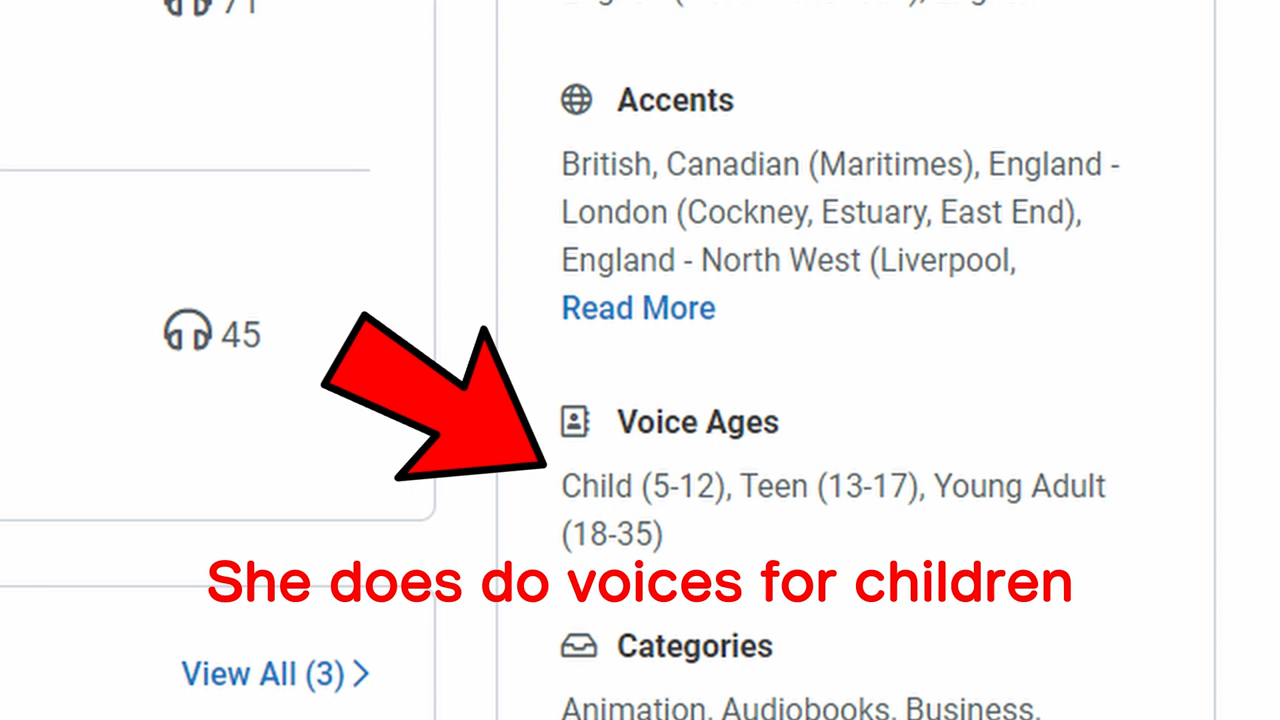 71
Accents
British, Canadian (Maritimes), England -
London (Cockney, Estuary, East End),
England - North West (Liverpool,
Read More
45
Voice Ages
Child (5-12), Teen (13-17), Young Adult
(18-35)
She does do voices for children
Categories
View All (3)
Animation, Audiobooks, Business,